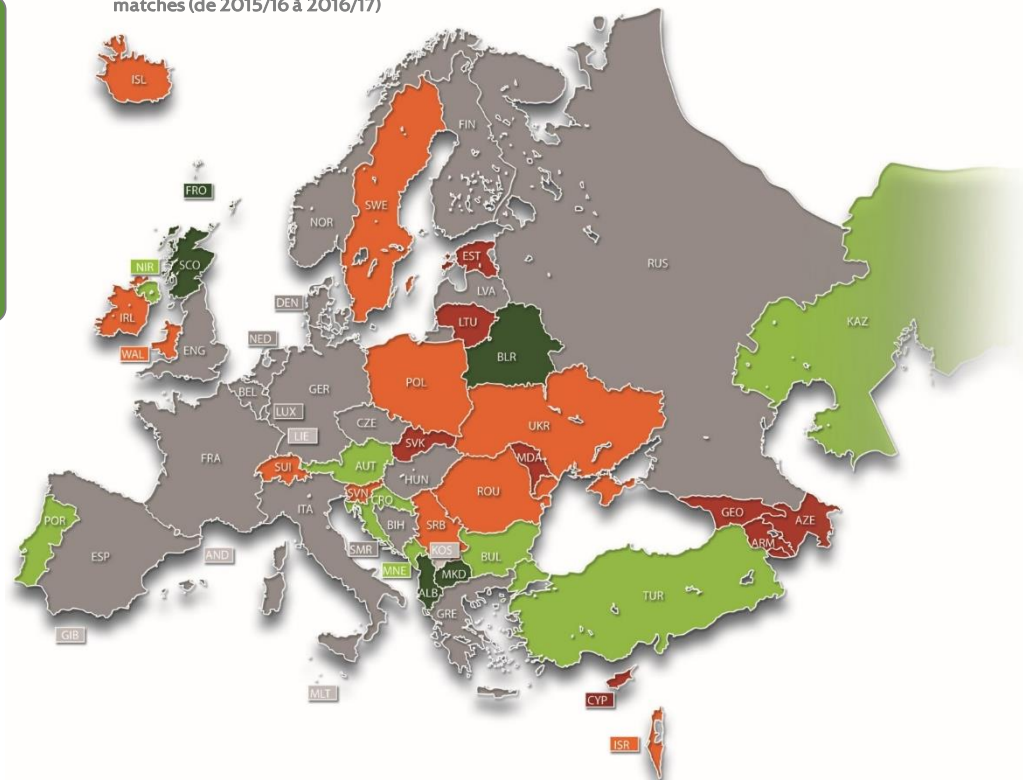 matches (de 2015/16 à 2016/17)
ISL
FIN
FRO
NOR
SWE
EST
NIR
SCO
RUS
LVA
DEN
IRL
LTU
KAZ
NED
WAL
ENG
BLR
POL
GER
BEL
LUX
CZE
UKR
LIE
SVK
MDA
FRA
SUI
AUT
HUN
SVN
CRO
ROU
ITA
POR
BIH
SRB
GEO
AZE
ARM
ESP
AND
SMR
KOS
BUL
MNE
MKD
ALB
TUR
GRE
GIB
MLT
CYP
ISR